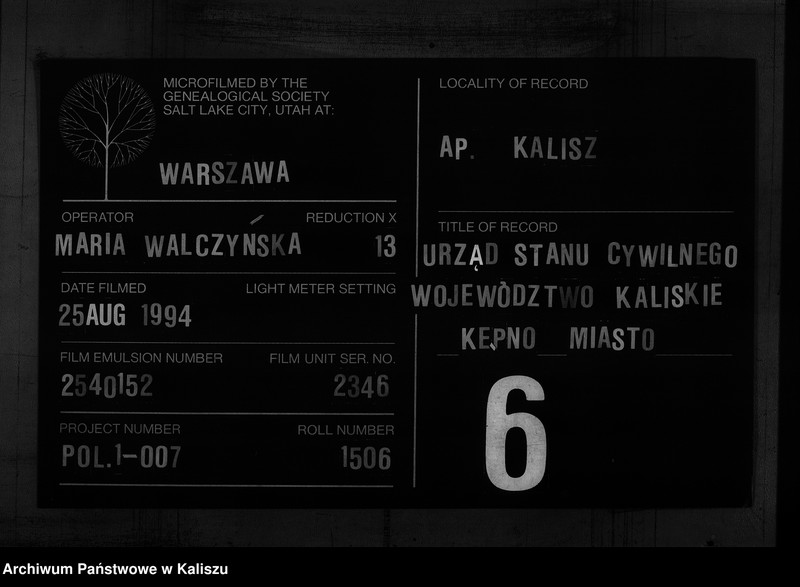 MICROFILMED BY THE
GENEALOGICAL SOCIETY
SALT LAKE CITY, UTAH AT:
WARSZAWA
OPERATOR REDUCTION X
MARIA WALCZYŃSKA 13
DATE FILMED LIGHT METER SETTING
25AUG 1994
FILM EMULSION NUMBER FILM UNIT SER. NO.
2540152 2346
PROJECT NUMBER ROLL NUMBER
POL.1-007 1506
LOCALITY OF RECORD
AP. KALISZ
TITLE OF RECORD
URZĄD STANU CYWILNEGO
WOJEWÒDZTWO KALISKIE
KĘPNO MIASTO
6
Archiwum Państwowe w Kaliszu